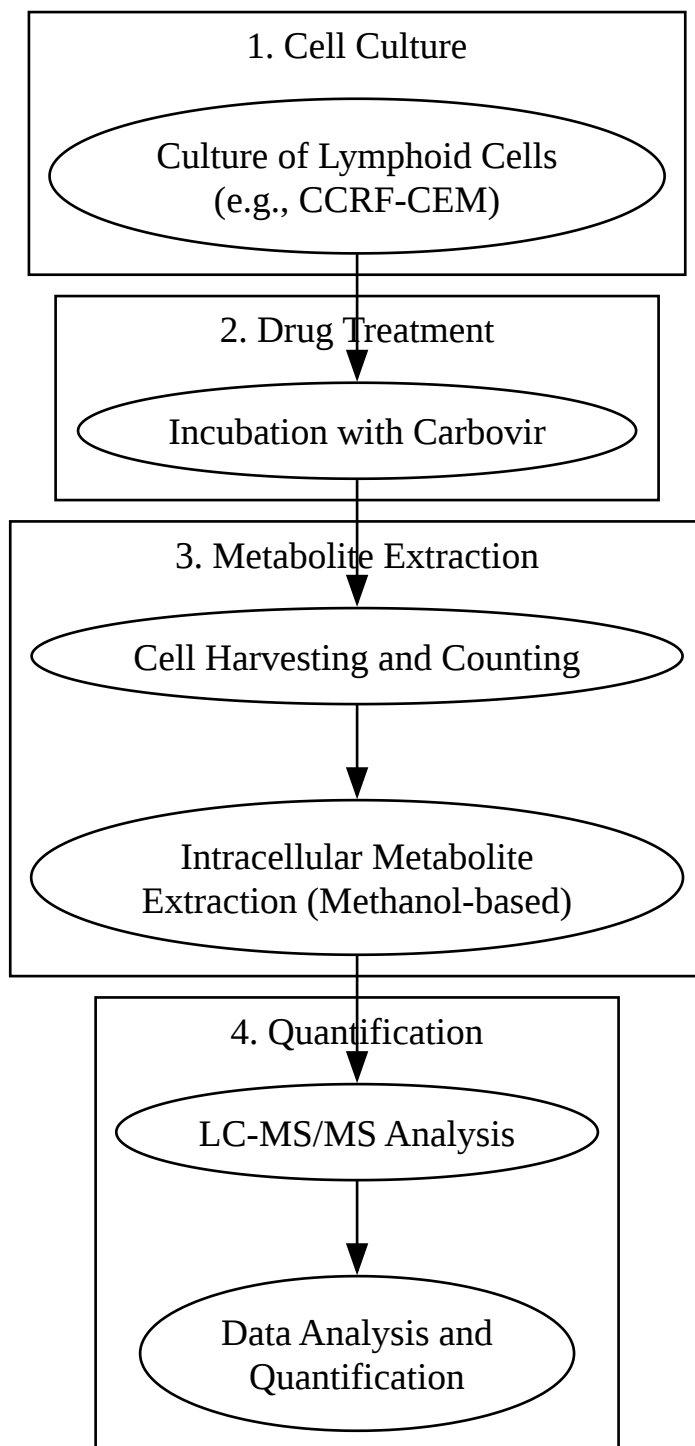 1. Cell Culture
Culture of Lymphoid Cells
(e.g., CCRF-CEM)
2. Drug Treatment
Incubation with Carbovir
3. Metabolite Extraction
Cell Harvesting and Counting
Intracellular Metabolite
Extraction (Methanol-based)
4. Quantification
LC-MS/MS Analysis
Data Analysis and
Quantification